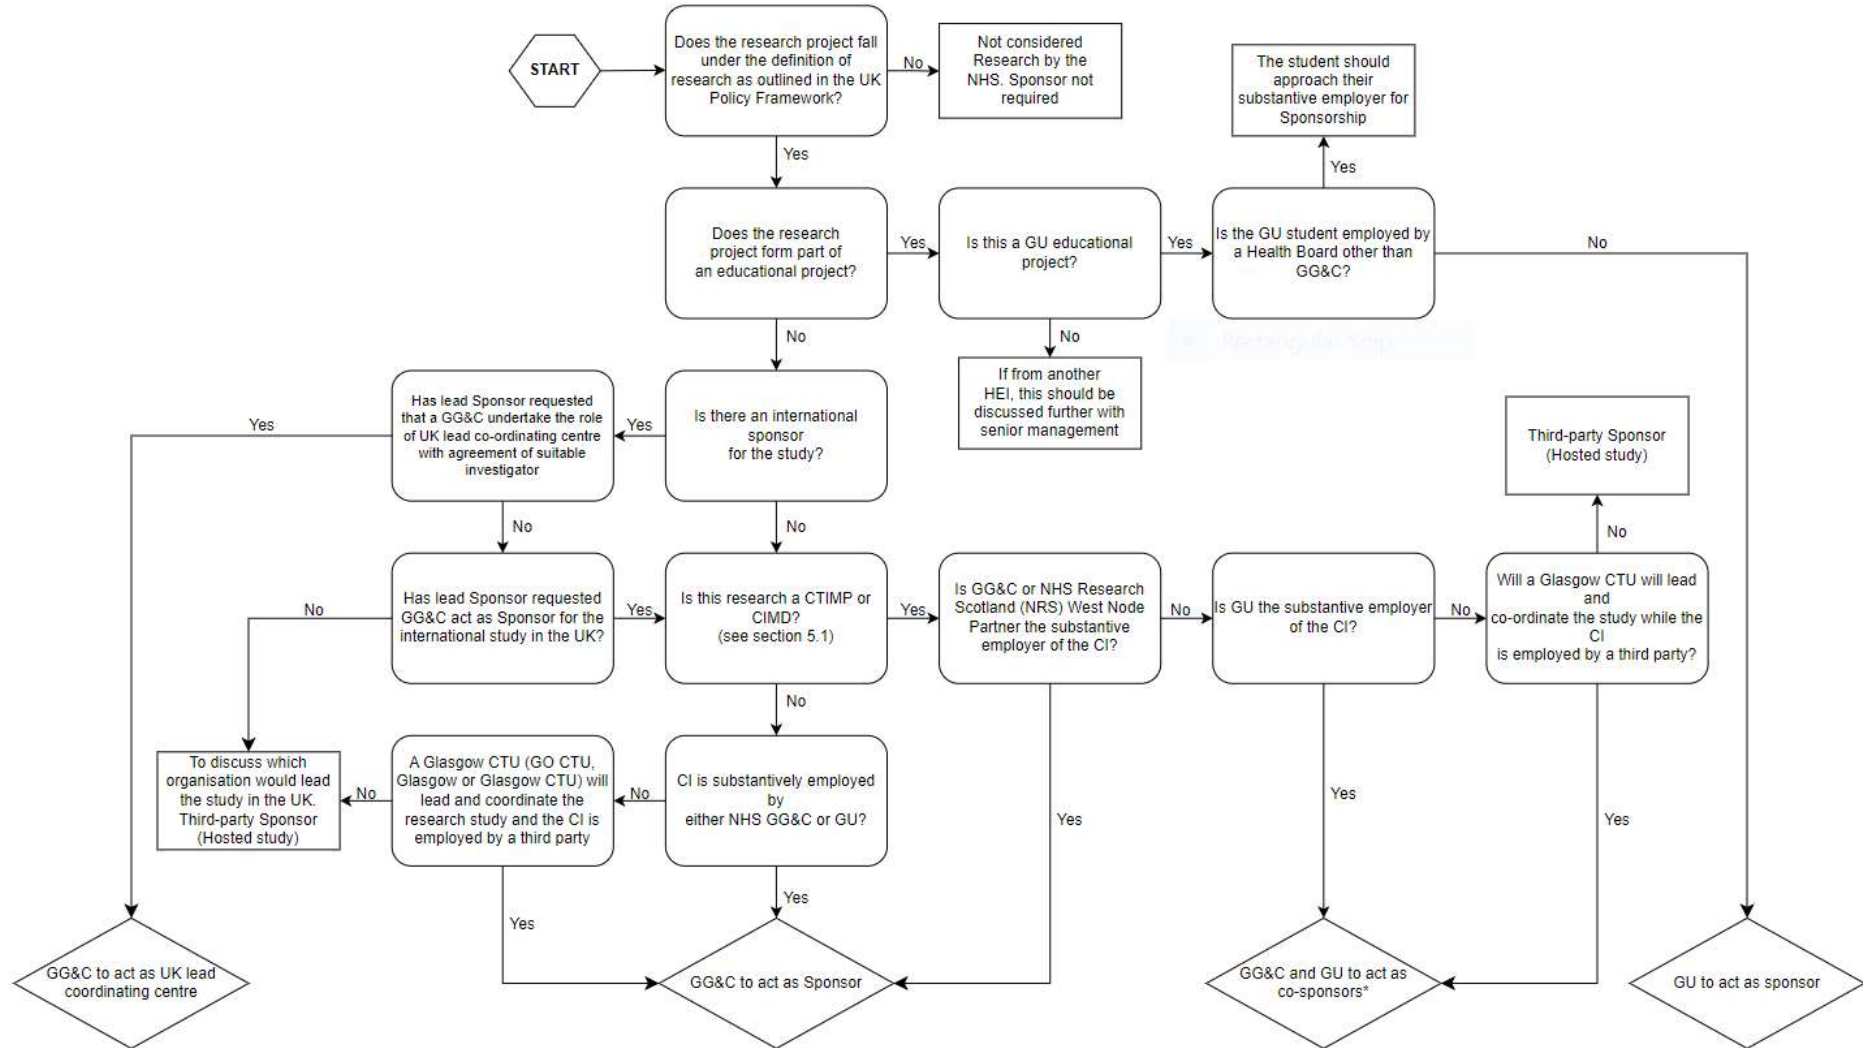 START
Does the research project fall
under the definition of
research as outlined in the UK
Policy Framework?
No
Not considered
Research by the
NHS. Sponsor not
required
The student should
approach their
substantive employer for
Sponsorship
Yes
Yes
Does the research
project form part of
an educational project?
Yes
Is this a GU educational
project?
Yes
Is the GU student employed by
a Health Board other than
GG&C?
No
No
No
If from another
HEI, this should be
discussed further with
senior management
Rectangular Snip
Yes
Has lead Sponsor requested
that a GG&C undertake the role
of UK lead co-ordinating centre
with agreement of suitable
investigator
Yes
Is there an international
sponsor
for the study?
Third-party Sponsor
(Hosted study)
No
No
No
No
Has lead Sponsor requested
GG&C act as Sponsor for the
international study in the UK?
Yes
Is this research a CTIMP or
CIMD?
(see section 5.1)
Yes
Is GG&C or NHS Research
Scotland (NRS) West Node
Partner the substantive
employer of the CI?
No
Is GU the substantive employer
of the CI?
No
Will a Glasgow CTU will lead
and
co-ordinate the study while the
CI
is employed by a third party?
No
To discuss which
organisation would lead
the study in the UK.
Third-party Sponsor
(Hosted study)
No
A Glasgow CTU (GO CTU,
Glasgow or Glasgow CTU) will
lead and coordinate the
research study and the CI is
employed by a third party
No
CI is substantively employed
by
either NHS GG&C or GU?
Yes
Yes
Yes
Yes
Yes
GG&C to act as UK lead
coordinating centre
GG&C to act as Sponsor
GG&C and GU to act as
co-sponsors*
GU to act as sponsor